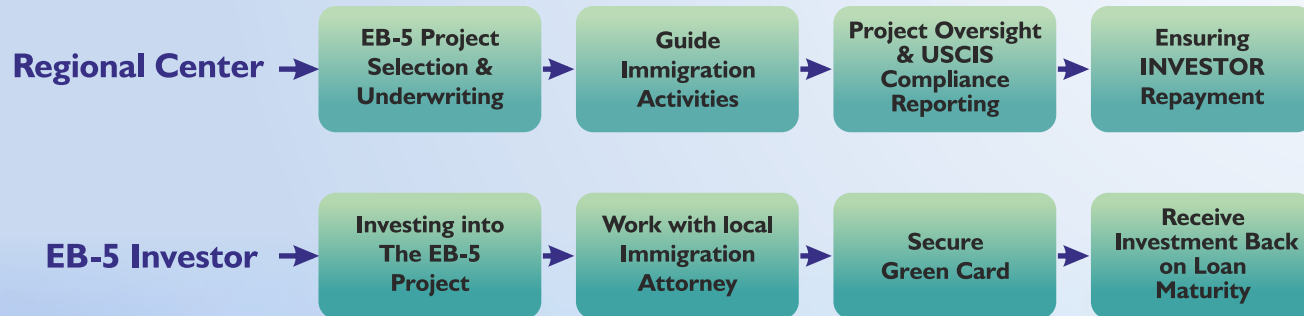 Regional Center
EB-5 Project
Selection &
Underwriting
Guide
Immigration
Activities
Project Oversight
& USCIS
Compliance
Reporting
Ensuring
INVESTOR
Repayment
EB-5 Investor
Investing into
The EB-5
Project
Work with local
Immigration
Attorney
Secure
Green Card
Receive
Investment Back
on Loan
Maturity